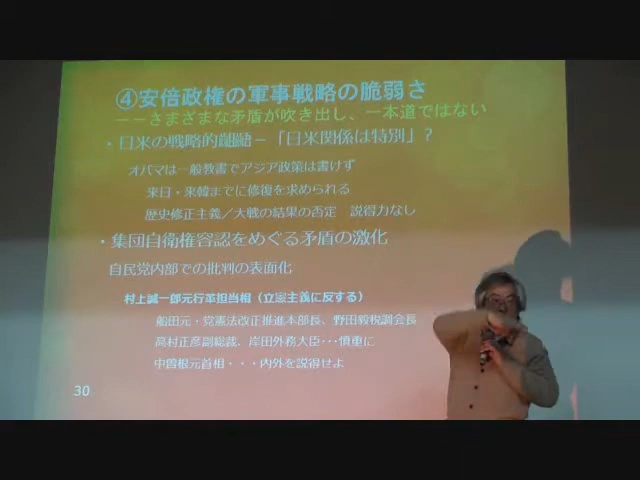 ④安倍政権の軍事戦略の脆弱さ
－－さまざまな矛盾が吹き出し、一本道ではない
・日米の戦略的齟齬－「日米関係は特別」？
オバマは一般教書でアジア政策は書けず
来日・来韓までに修復を求められる
歴史修正主義／大戦の結果の否定　説得力なし
・集団自衛権容認をめぐる矛盾の激化
自民党内部での批判の表面化
村上誠一郎元行革担当相（立憲主義に反する）
船田元・党憲法改正推進本部長、野田毅税調会長
高村正彦副総裁、岸田外務大臣･･･慎重に
中曽根元首相・・・内外を説得せよ
30